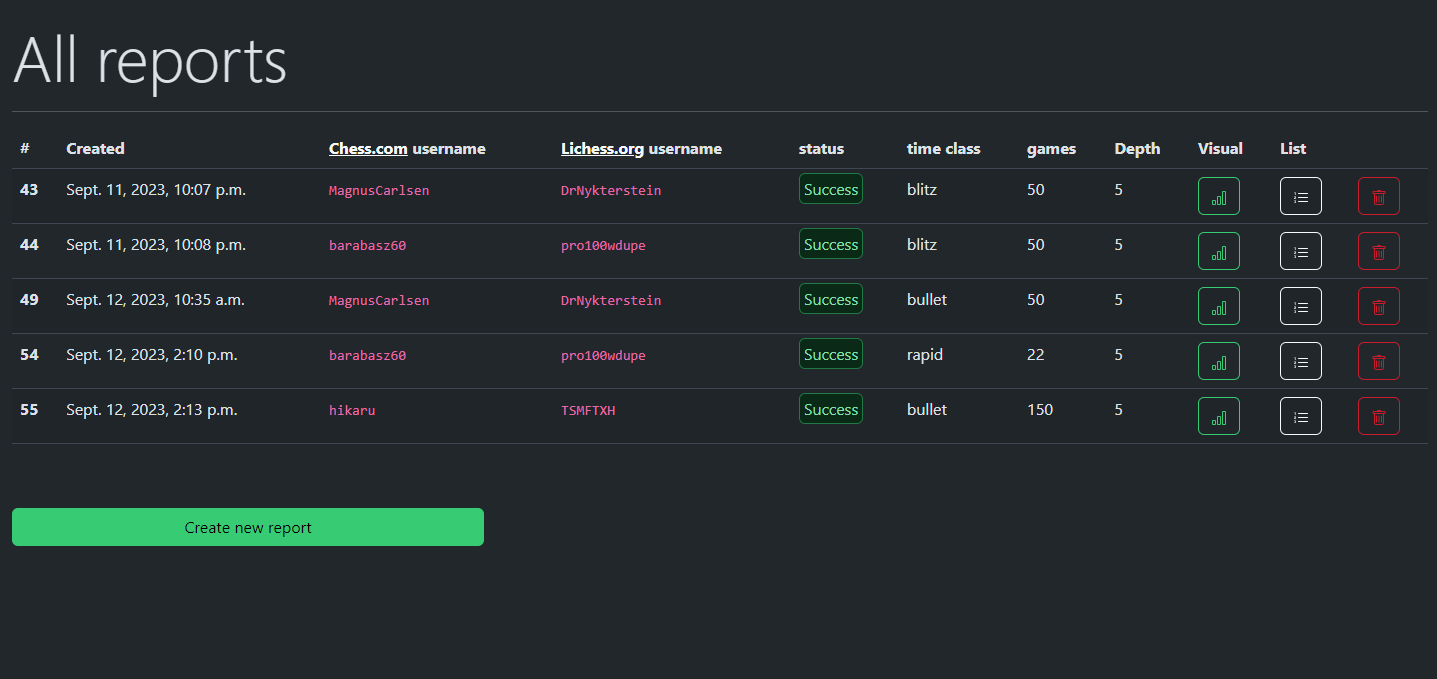 All reports
# Created Chess.com username Lichess.org username status time class games Depth Visual List
43 Sept. 11, 2023, 10:07 p.m. MagnusCarlsen DrNykterstein Success blitz 50 5
44 Sept. 11, 2023, 10:08 p.m. barabasz60 pro100wdupe Success blitz 50 5
49 Sept. 12, 2023, 10:35 a.m. MagnusCarlsen DrNykterstein Success bullet 50 5
54 Sept. 12, 2023, 2:10 p.m. barabasz60 pro100wdupe Success rapid 22 5
55 Sept. 12, 2023, 2:13 p.m. hikaru TSMFTXH Success bullet 150 5
Create new report